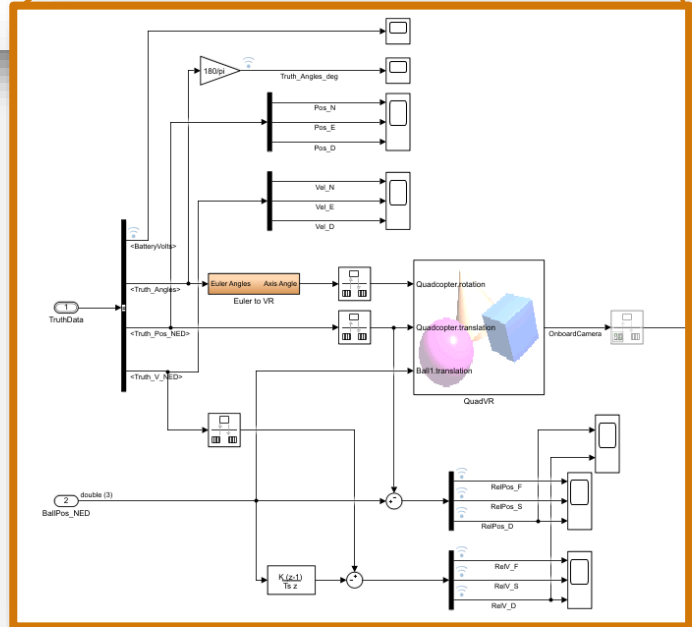 180/pi
Truth_Angles_deg
Pos_N
Pos_E
Pos_D
Vel_N
Vel_E
Vel_D
<BatteryVolts>
<Truth_Angles>
Euler Angles Axis Angle
Euler to VR
Quadcopter.rotation
1
TruthData
<Truth_Pos_NED>
Quadcopter.translation
OnboardCamera
<Truth_V_NED>
Ball1.translation
QuadVR
double (3)
2
BallPos_NED
+-
RelPos_F
RelPos_S
RelPos_D
K (z-1)
Ts z
-+
RelV_F
RelV_S
RelV_D